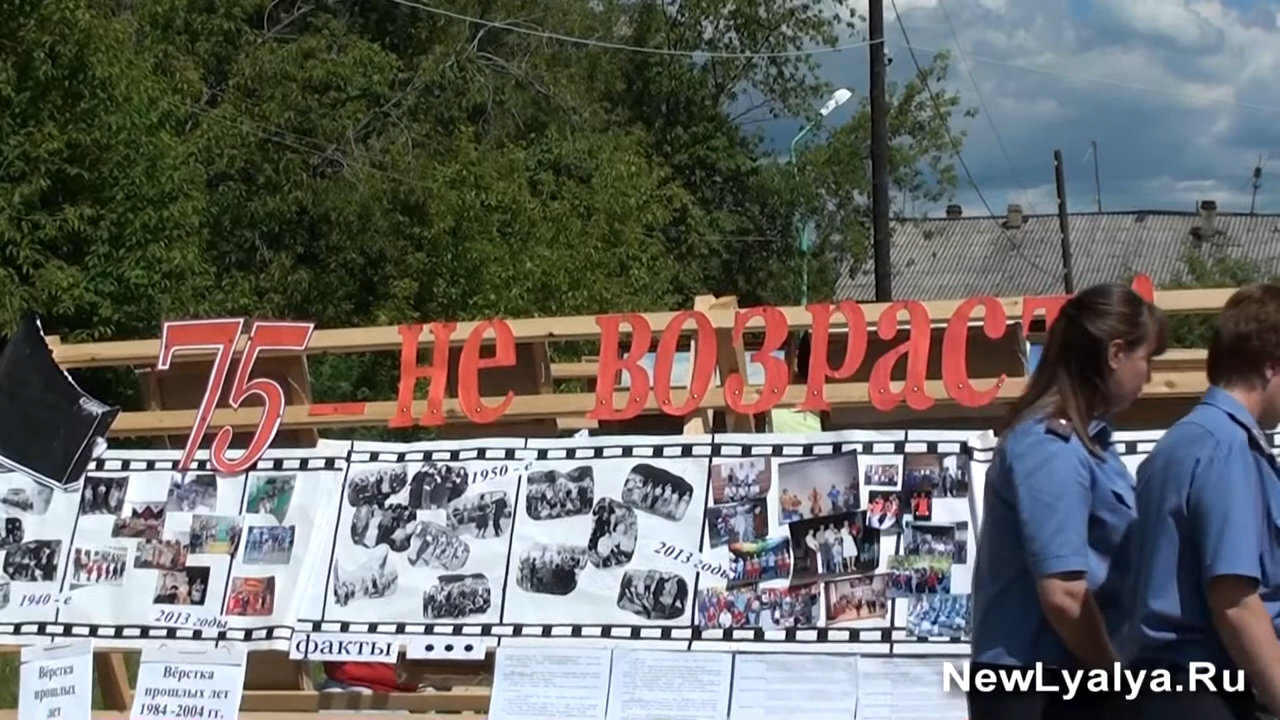 75 - не возраст!
1950 - е
2013 годы
1940 - е
2013 годы
факты ...
Вёрстка
прошлых
лет
Вёрстка
прошлых лет
1984 -2004 гг.
NewLyalya.Ru